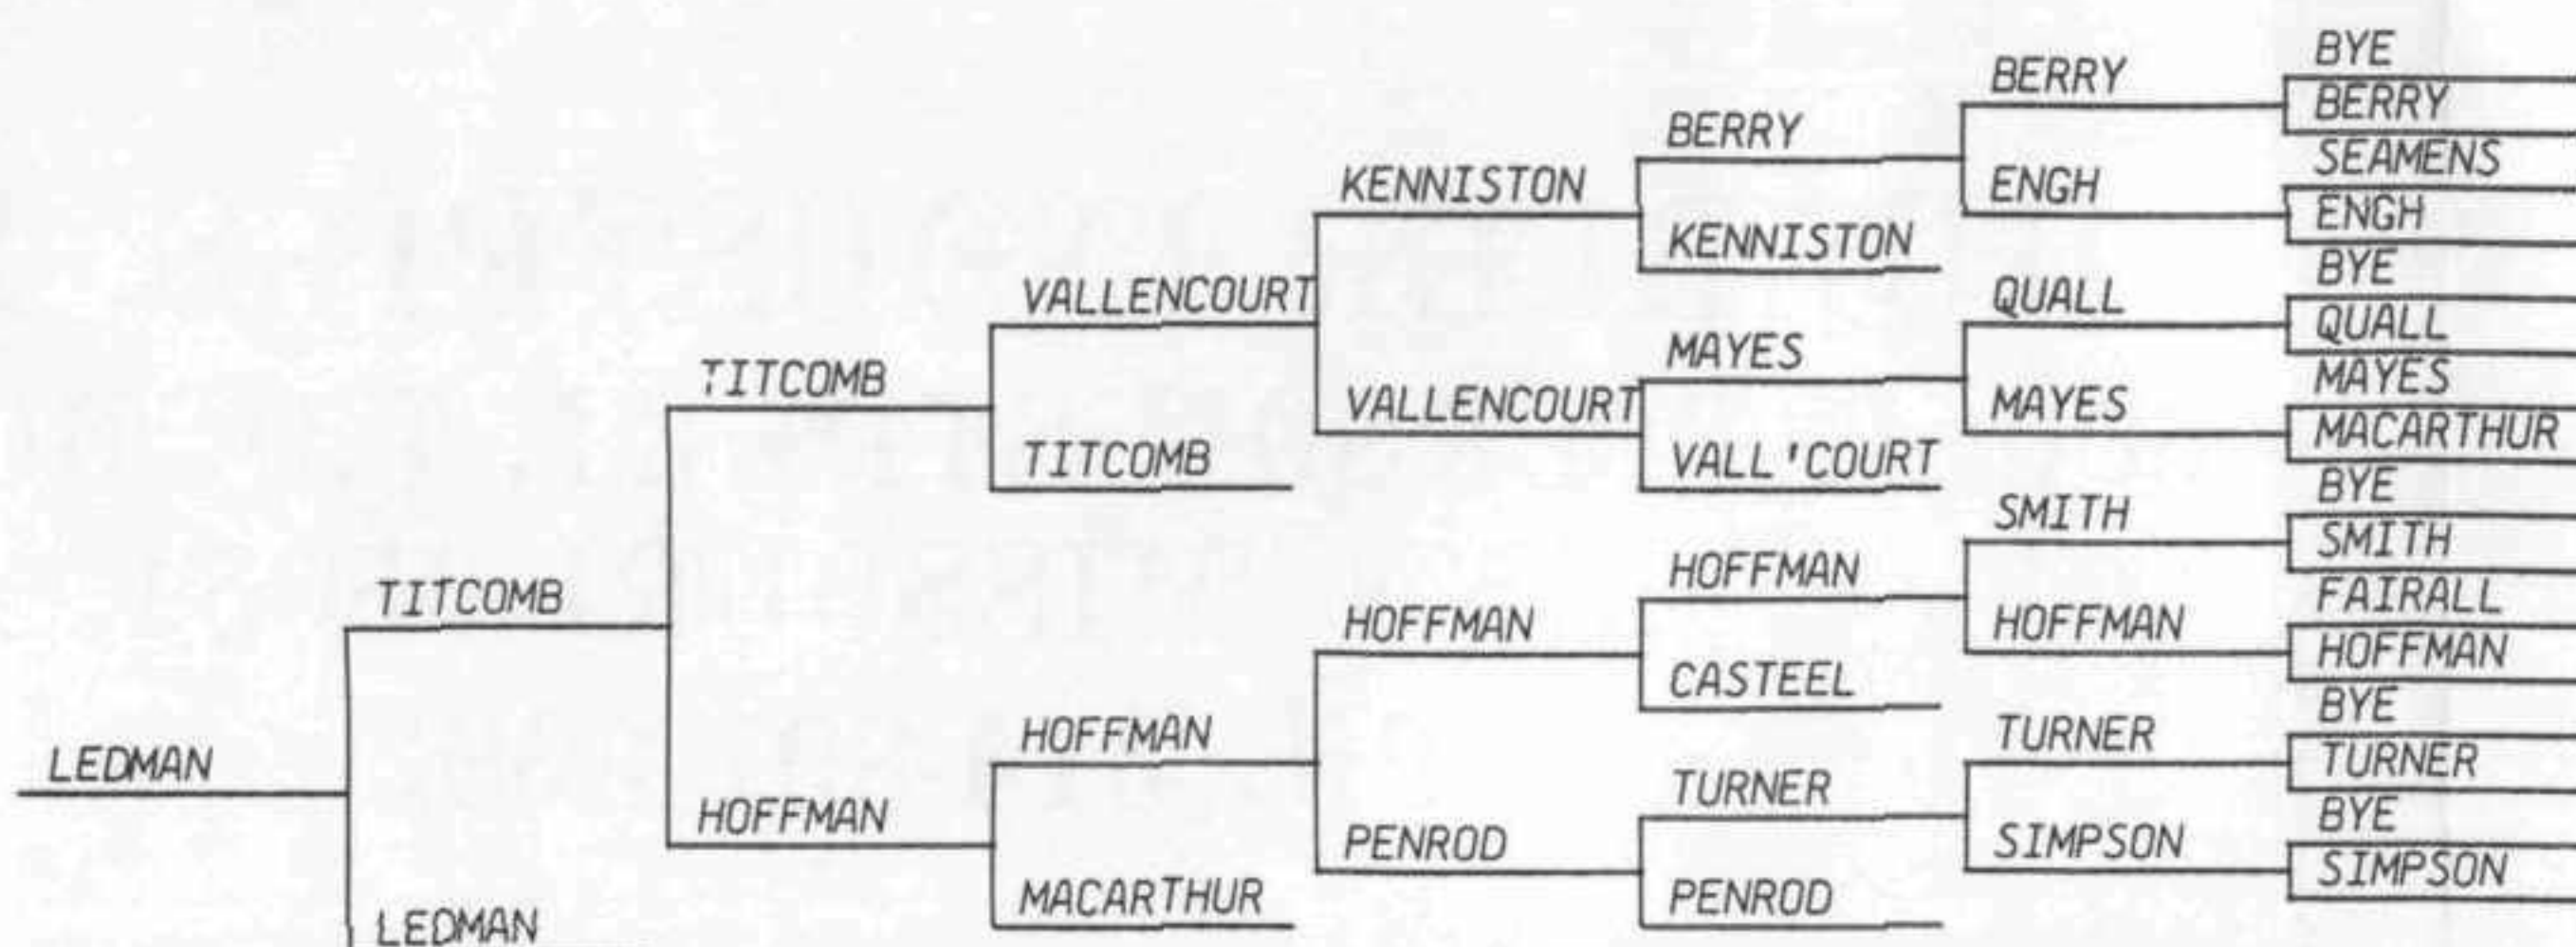 BYE
BERRY
BERRY
BERRY
SEAMENS
KENNISTON
ENGH
ENGH
KENNISTON
BYE
VALLENCOURT
QUALL
QUALL
MAYES
MAYES
TITCOMB
VALLENCOURT
MAYES
MACARTHUR
TITCOMB
VALL'COURT
BYE
SMITH
SMITH
HOFFMAN
TITCOMB
FAIRALL
HOFFMAN
HOFFMAN
HOFFMAN
CASTEEL
BYE
HOFFMAN
TURNER
LEDMAN
TURNER
TURNER
HOFFMAN
BYE
PENROD
SIMPSON
SIMPSON
MACARTHUR
PENROD
LEDMAN